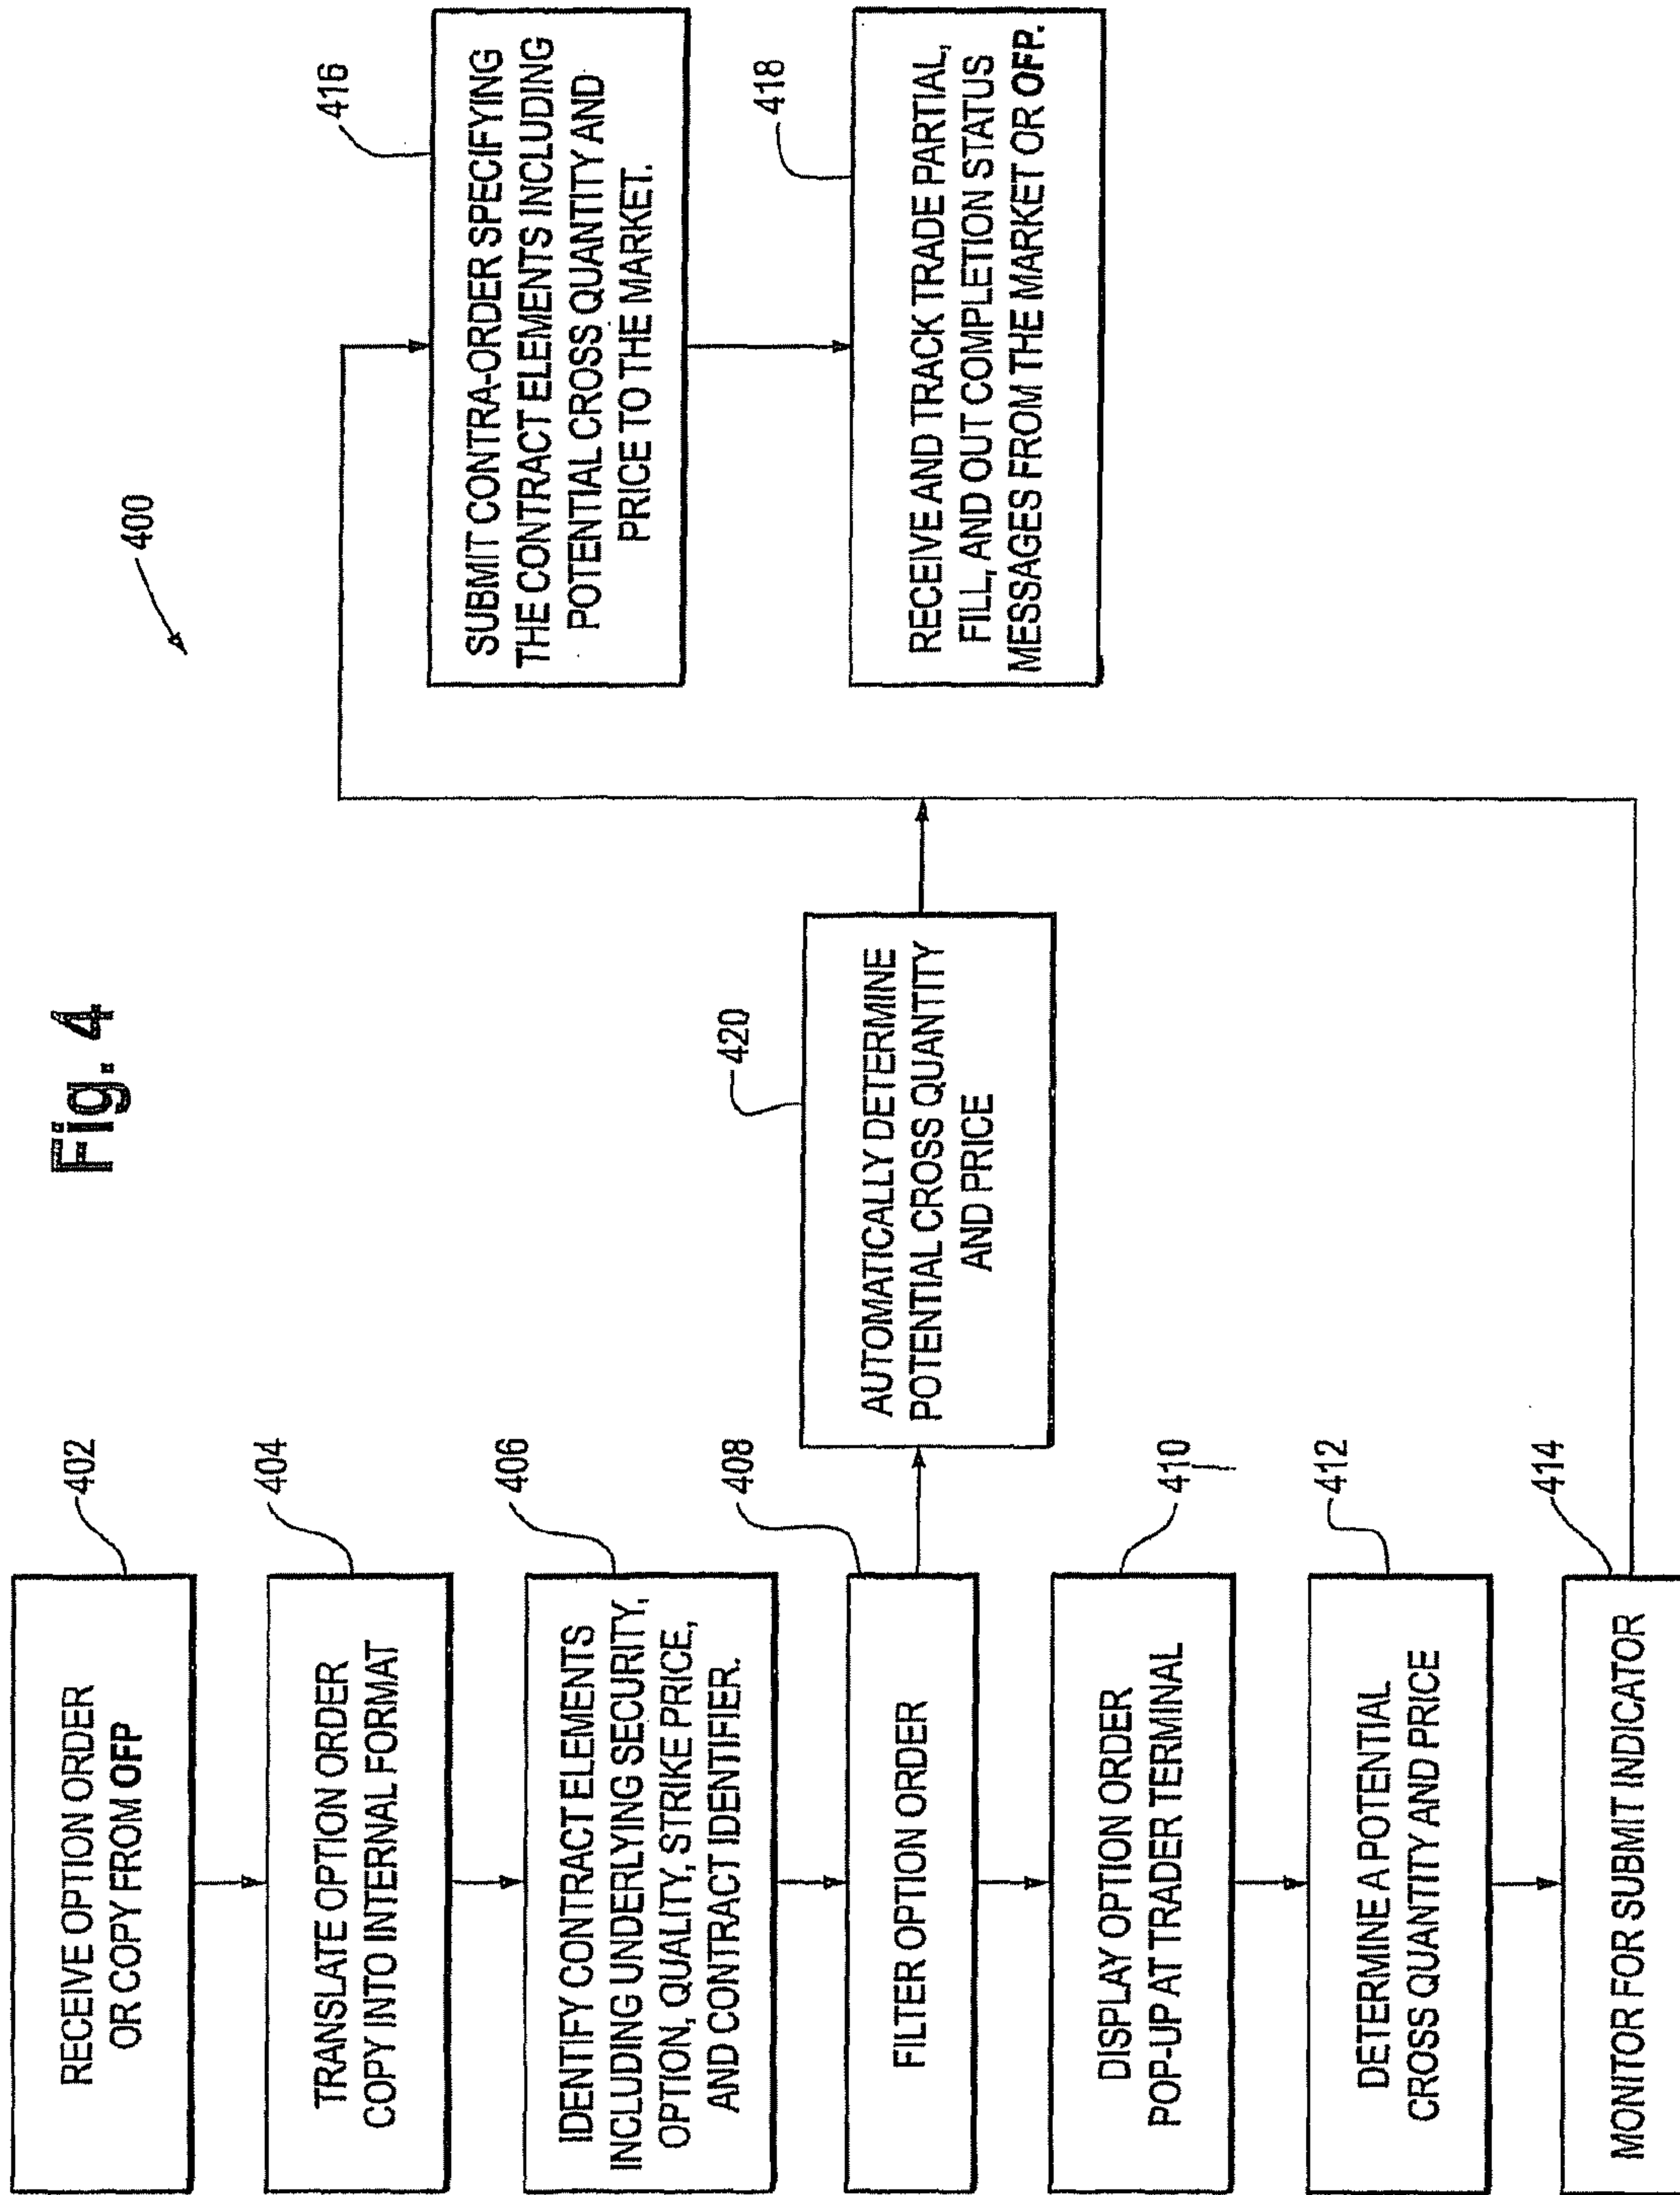 Fig. 4
400
402
RECEIVE OPTION ORDER
OR COPY FROM OFP
404
TRANSLATE OPTION ORDER
COPY INTO INTERNAL FORMAT
406
IDENTIFY CONTRACT ELEMENTS
INCLUDING UNDERLYING SECURITY,
OPTION, QUALITY, STRIKE PRICE,
AND CONTRACT IDENTIFIER.
408
FILTER OPTION ORDER
410
DISPLAY OPTION ORDER
POP-UP AT TRADER TERMINAL
412
DETERMINE A POTENTIAL
CROSS QUANTITY AND PRICE
414
MONITOR FOR SUBMIT INDICATOR
420
AUTOMATICALLY DETERMINE
POTENTIAL CROSS QUANTITY
AND PRICE
416
SUBMIT CONTRA-ORDER SPECIFYING
THE CONTRACT ELEMENTS INCLUDING
POTENTIAL CROSS QUANTITY AND
PRICE TO THE MARKET.
418
RECEIVE AND TRACK TRADE PARTIAL,
FILL, AND OUT COMPLETION STATUS
MESSAGES FROM THE MARKET OR OFP.